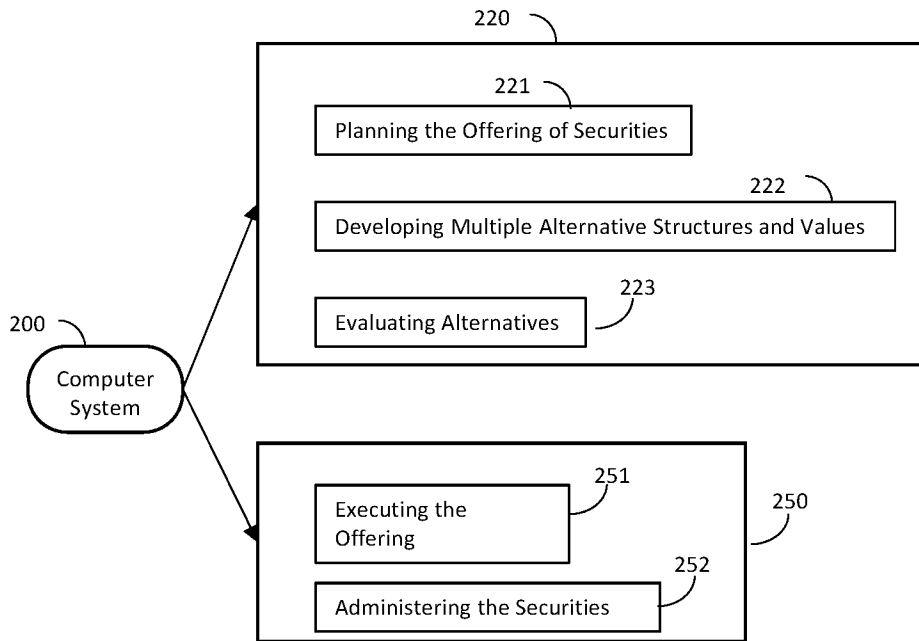 220
221
Planning the Offering of Securities
222
Developing Multiple Alternative Structures and Values
223
Evaluating Alternatives
200
Computer
System
251
Executing the
Offering
250
252
Administering the Securities